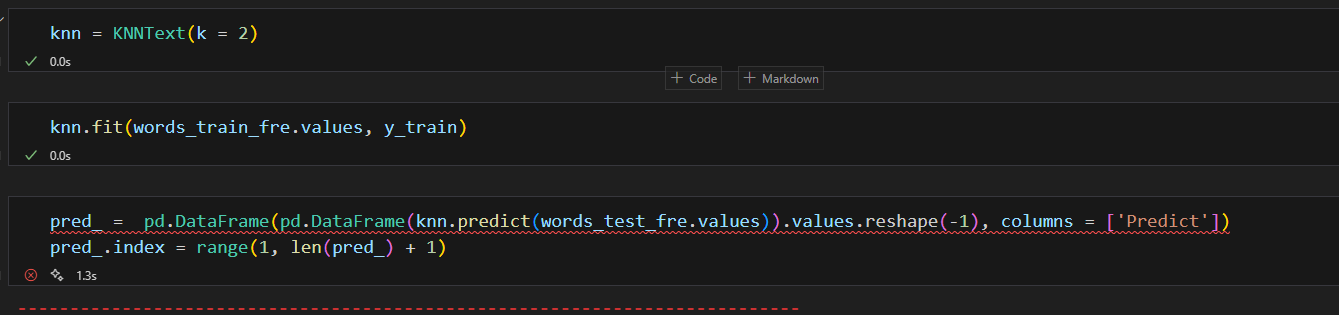 knn = KNNText(k = 2)
0.0s
+ Code + Markdown
knn.fit(words_train_fre.values, y_train)
0.0s
pred_ =  pd.DataFrame(pd.DataFrame(knn.predict(words_test_fre.values)).values.reshape(-1), columns = ['Predict'])
pred_.index = range(1, len(pred_) + 1)
1.3s
---------------------------------------------------------------------------